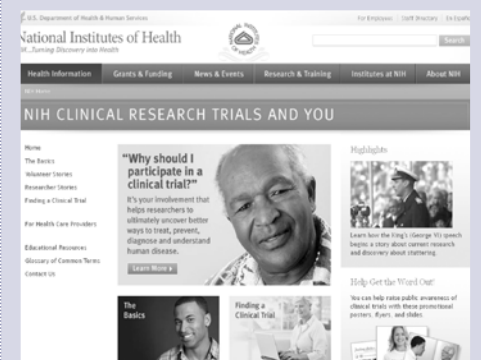 U.S. Department of Health & Human Services
For Employees | Staff Directory | En Español
National Institutes of Health
...Turning Discovery into Health
Search
Health Information
Grants & Funding
News & Events
Research & Training
Institutes at NIH
About NIH
NIH Home
NIH CLINICAL RESEARCH TRIALS AND YOU
Home
The Basics
Volunteer Stories
Researcher Stories
Finding a Clinical Trial
For Health Care Providers
Educational Resources
Glossary of Common Terms
Contact Us
"Why should I
participate in a
clinical trial?"
It's your involvement that
helps researchers to
ultimately uncover better
ways to treat, prevent,
diagnose and understand
human disease.
Learn More
The
Basics
Finding a
Clinical Trial
Highlights
Learn how the King's (George VI) speech
begins a story about current research
and discovery about stuttering.
Help Get the Word Out!
You can help raise public awareness of
clinical trials with these promotional
posters, flyers, and slides